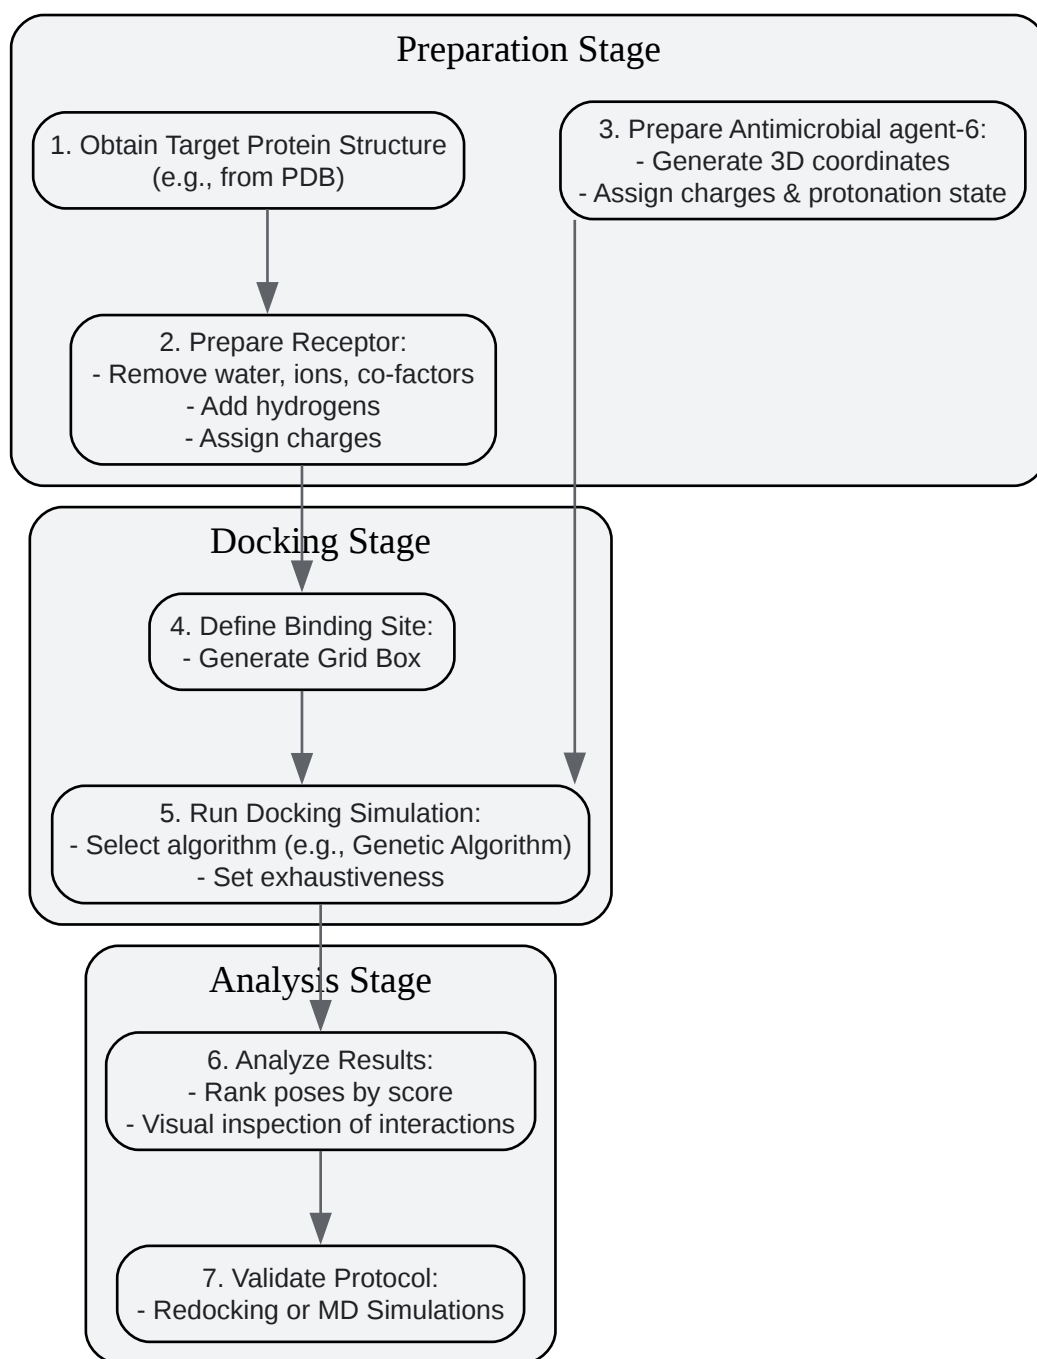 Preparation Stage
1. Obtain Target Protein Structure
(e.g., from PDB)
3. Prepare Antimicrobial agent-6:
- Generate 3D coordinates
- Assign charges & protonation state
2. Prepare Receptor:
- Remove water, ions, co-factors
- Add hydrogens
- Assign charges
Docking Stage
4. Define Binding Site:
- Generate Grid Box
5. Run Docking Simulation:
- Select algorithm (e.g., Genetic Algorithm)
- Set exhaustiveness
Analysis Stage
6. Analyze Results:
- Rank poses by score
- Visual inspection of interactions
7. Validate Protocol:
- Redocking or MD Simulations